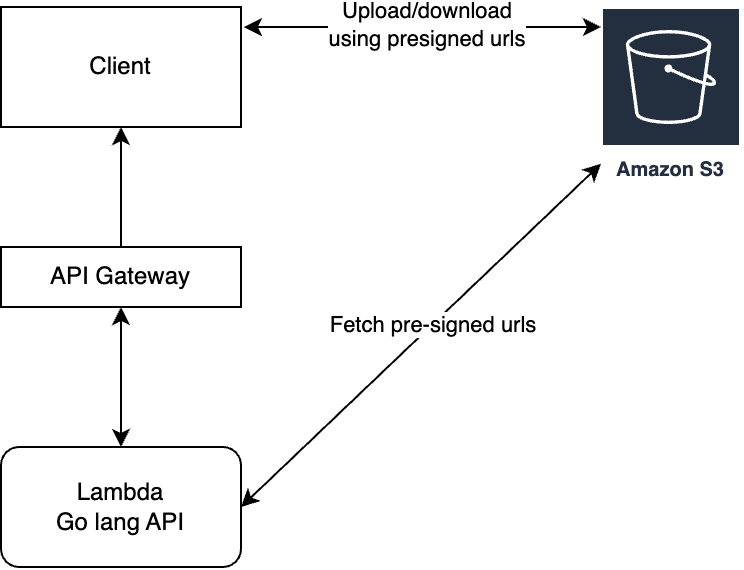 Upload/download
using presigned urls
Client
Amazon S3
API Gateway
Fetch pre-signed urls
Lambda
Go lang API